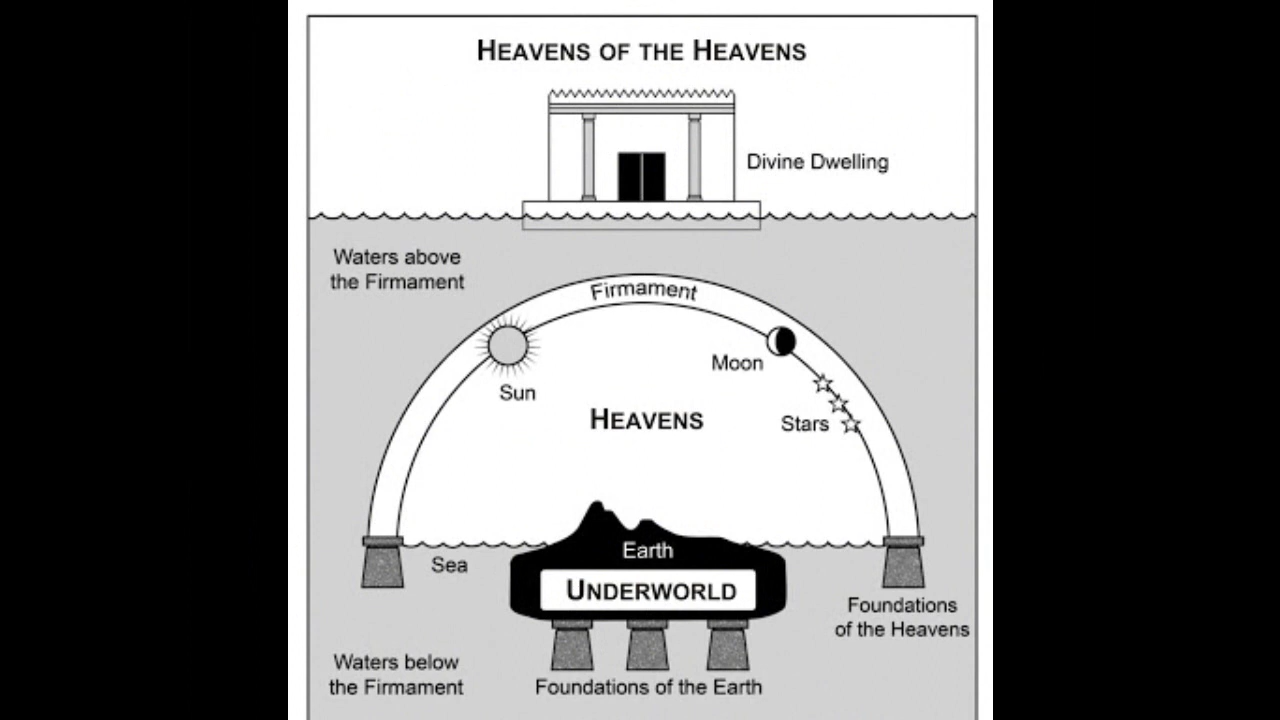 HEAVENS OF THE HEAVENS
Divine Dwelling
Waters above
the Firmament
Firmament
Sun
Moon
Stars
HEAVENS
Earth
UNDERWORLD
Sea
Foundations
of the Heavens
Waters below
the Firmament
Foundations of the Earth